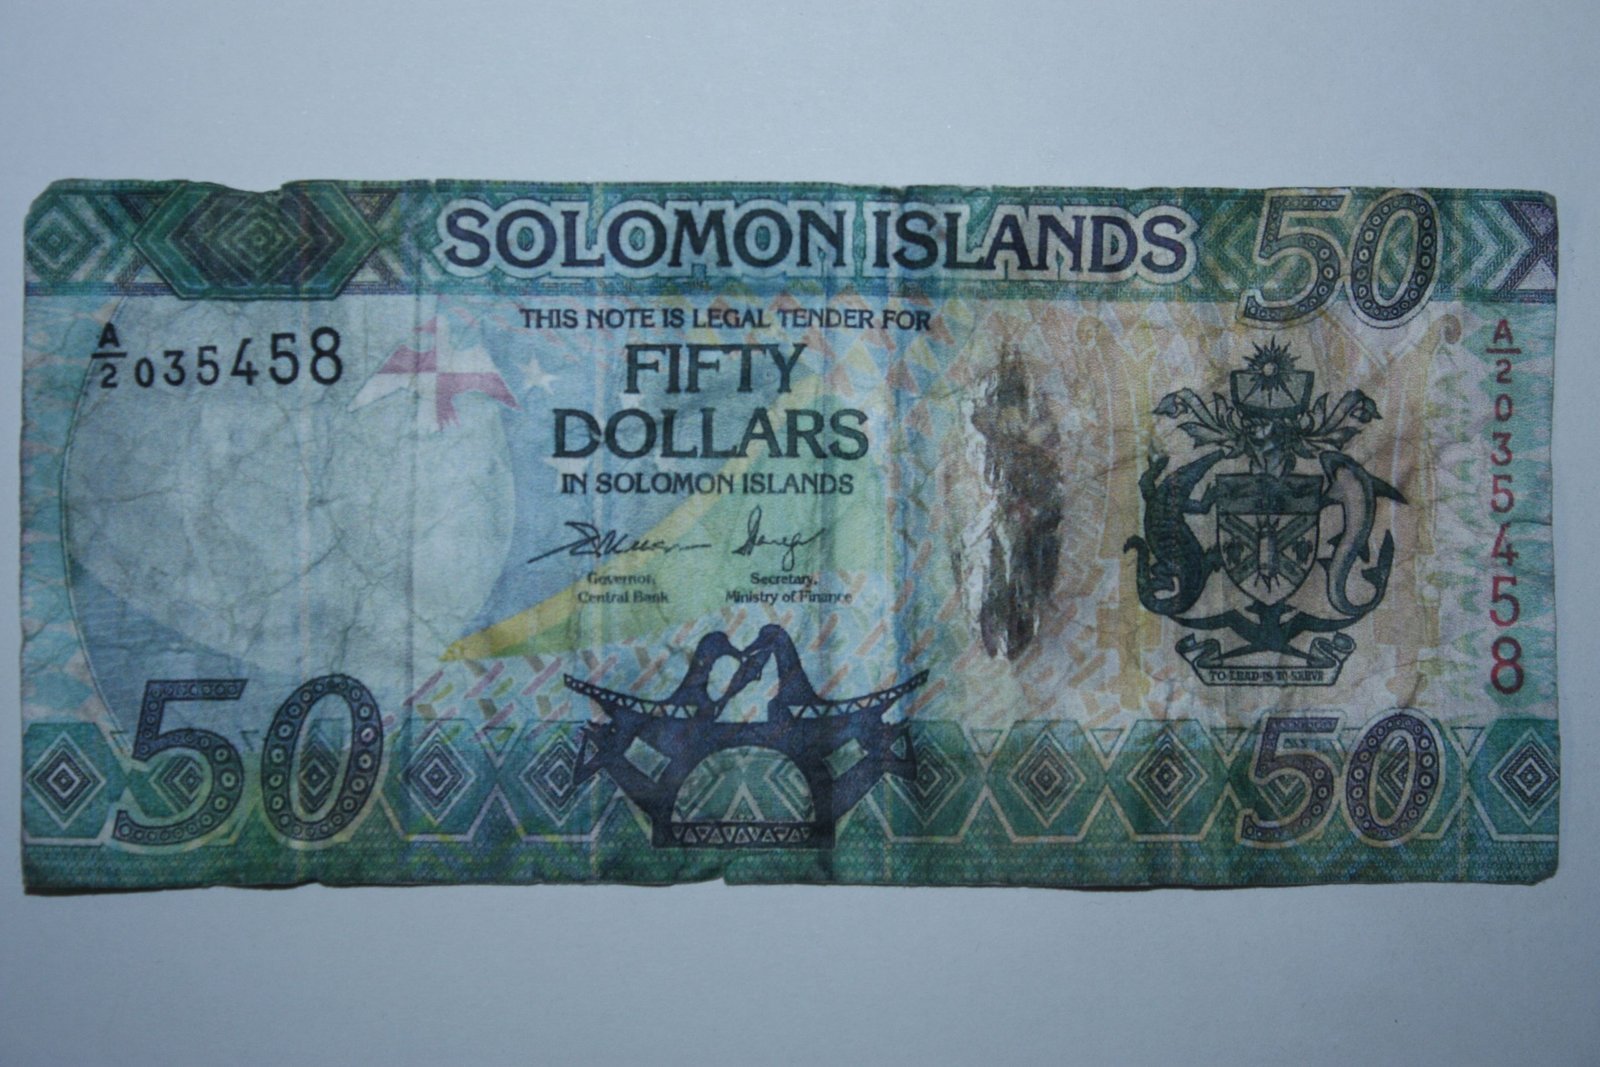 SOLOMON ISLANDS
50
THIS NOTE IS LEGAL TENDER FOR
A/2 035458
FIFTY
DOLLARS
IN SOLOMON ISLANDS
Governor,
Central Bank
Secretary,
Ministry of Finance
A/2 035458
TO LEAD IS TO SERVE
50
50